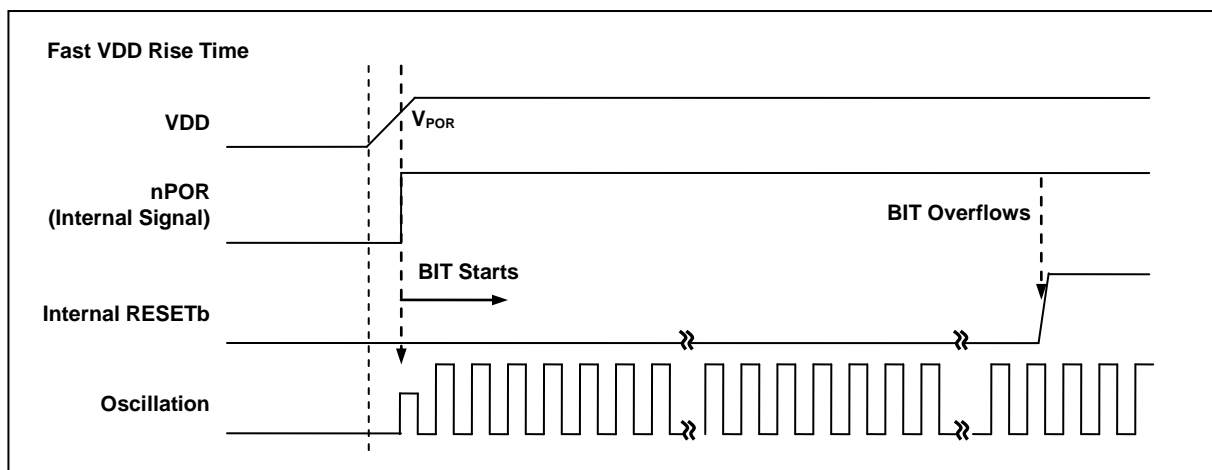 Fast VDD Rise Time
VDD
VPOR
nPOR
(Internal Signal)
BIT Overflows
BIT Starts
Internal RESETb
Oscillation